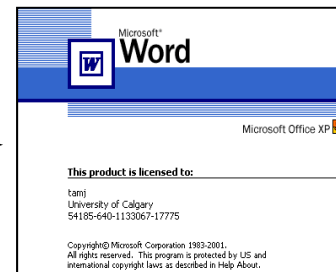 Microsoft®
Word
W
Microsoft Office XP
This product is licensed to:
tamj
University of Calgary
54185-640-1133067-17775
Copyright© Microsoft Corporation 1983-2001.
All rights reserved. This program is protected by US and
international copyright laws as described in Help About.